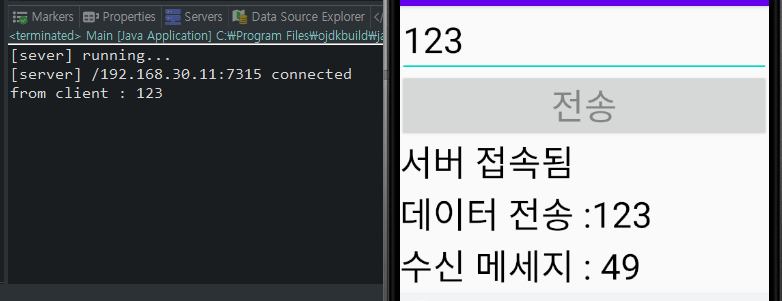 Markers Properties Servers Data Source Explorer
<terminated> Main [Java Application] C:₩Program Files₩ojdkbuild₩ja
[sever] running...
[server] /192.168.30.11:7315 connected
from client : 123
123
전송
서버 접속됨
데이터 전송 :123
수신 메세지 : 49